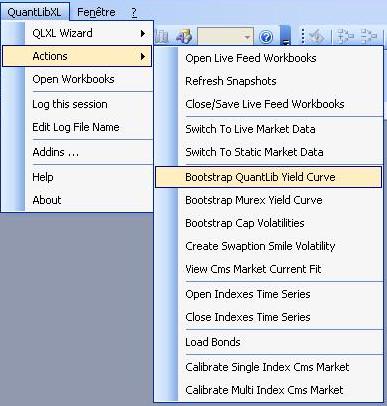 QuantLibXL Fenêtre ?
QLXL Wizard
Actions
Open Workbooks
Log this session
Edit Log File Name
Addins ...
Help
About
Open Live Feed Workbooks
Refresh Snapshots
Close/Save Live Feed Workbooks
Switch To Live Market Data
Switch To Static Market Data
Bootstrap QuantLib Yield Curve
Bootstrap Murex Yield Curve
Bootstrap Cap Volatilities
Create Swaption Smile Volatility
View Cms Market Current Fit
Open Indexes Time Series
Close Indexes Time Series
Load Bonds
Calibrate Single Index Cms Market
Calibrate Multi Index Cms Market